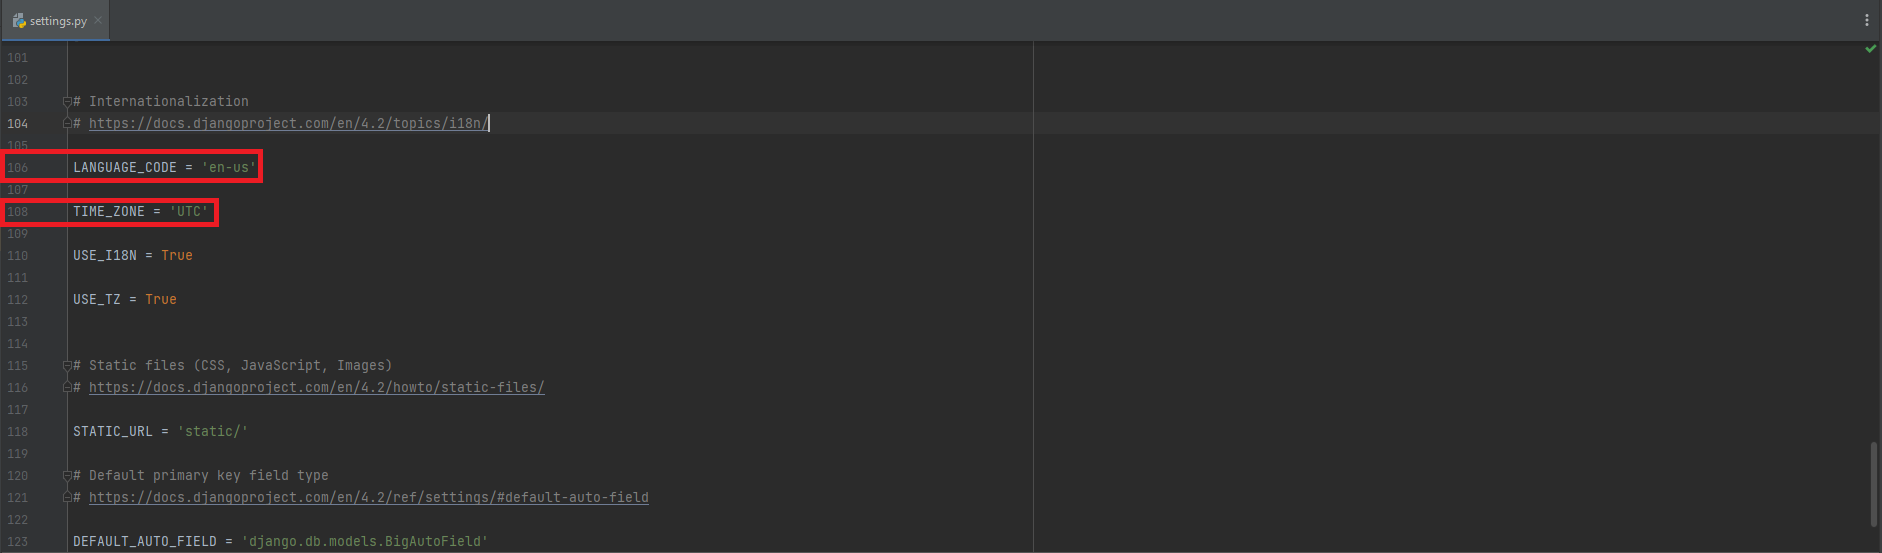 settings.py
101
102
103 # Internationalization
104 # https://docs.djangoproject.com/en/4.2/topics/i18n/
105
106 LANGUAGE_CODE = 'en-us'
107
108 TIME_ZONE = 'UTC'
109
110 USE_I18N = True
111
112 USE_TZ = True
113
114
115 # Static files (CSS, JavaScript, Images)
116 # https://docs.djangoproject.com/en/4.2/howto/static-files/
117
118 STATIC_URL = 'static/'
119
120 # Default primary key field type
121 # https://docs.djangoproject.com/en/4.2/ref/settings/#default-auto-field
122
123 DEFAULT_AUTO_FIELD = 'django.db.models.BigAutoField'